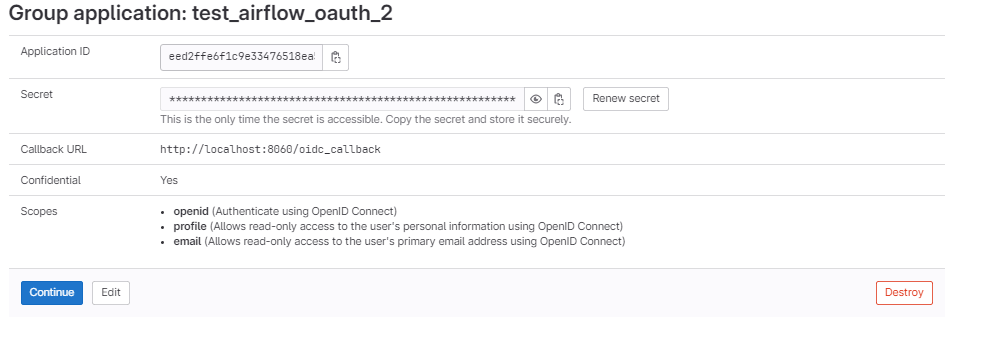 Group application: test_airflow_oauth_2
Application ID
eed2ffe6f1c9e33476518ea
Secret
*******************************************************
Renew secret
This is the only time the secret is accessible. Copy the secret and store it securely.
Callback URL
http://localhost:8060/oidc_callback
Confidential
Yes
Scopes
• openid (Authenticate using OpenID Connect)
• profile (Allows read-only access to the user's personal information using OpenID Connect)
• email (Allows read-only access to the user's primary email address using OpenID Connect)
Continue
Edit
Destroy